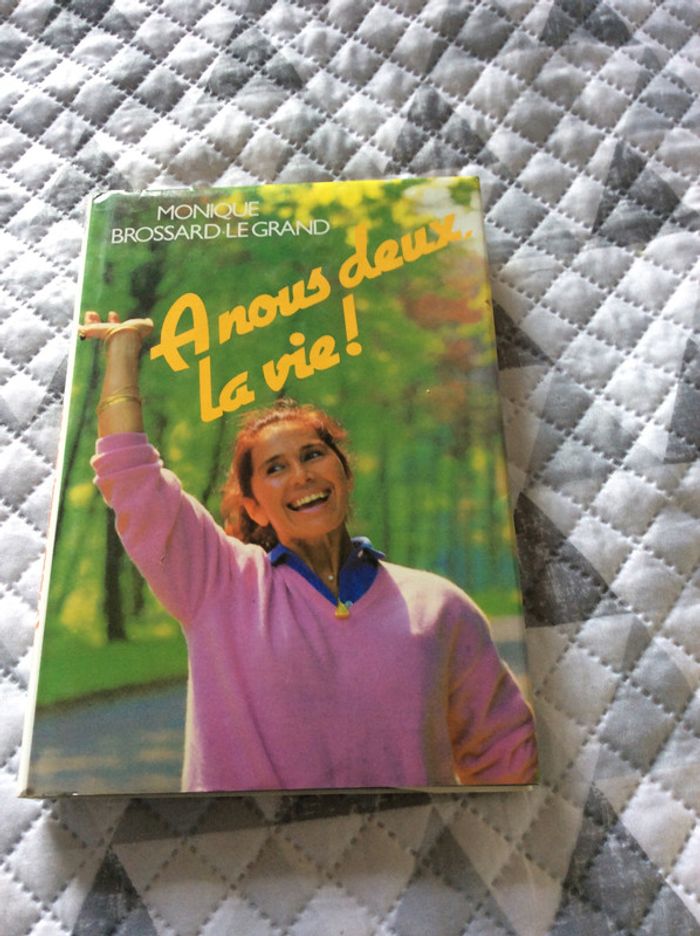 MONIQUE
BROSSARD-LE GRAND
A nous deux,
la vie!